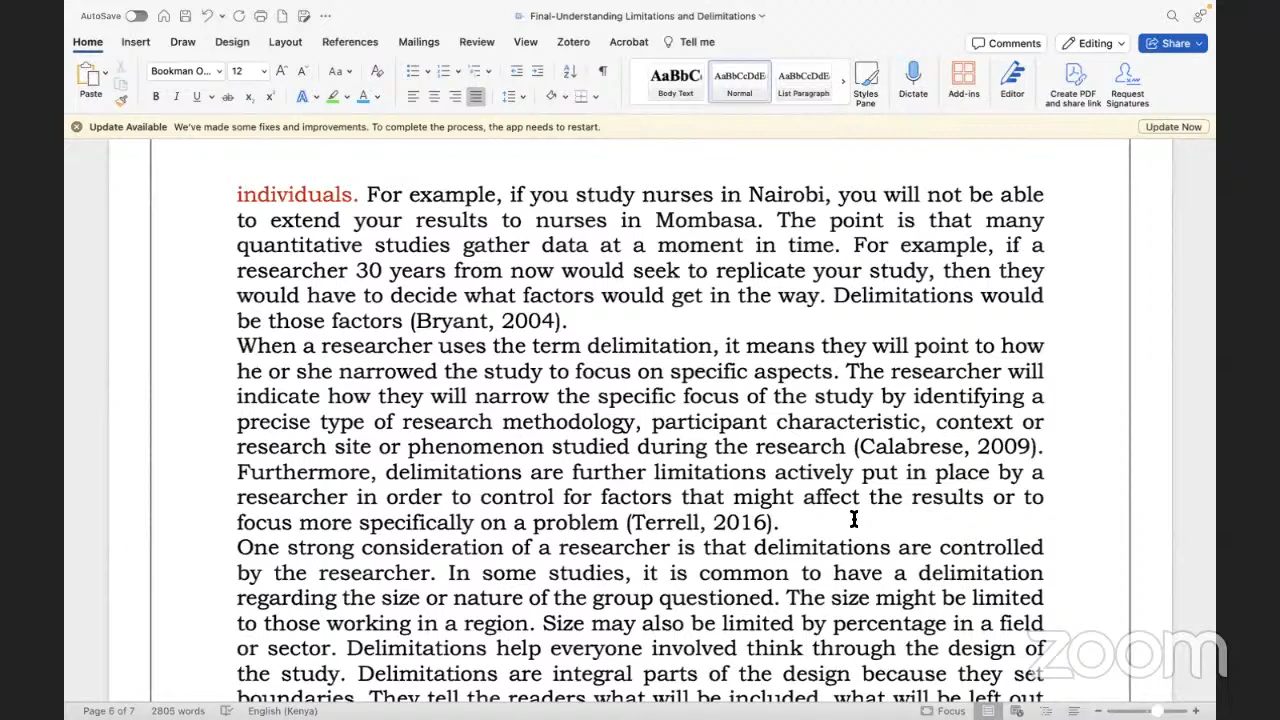 AutoSave
Final-Understanding Limitations and Delimitations
Home Insert Draw Design Layout References Mailings Review View Zotero Acrobat Tell me
Comments Editing Share
Paste
Bookman O... 12
Aa
B I U ab x x A A
AaBbC
Body Text
AaBbCcDdE
Normal
AaBbCcDdE
List Paragraph
Styles
Pane
Dictate
Add-ins
Editor
Create PDF
and share link
Request
Signatures
Update Available We've made some fixes and improvements. To complete the process, the app needs to restart. Update Now
individuals. For example, if you study nurses in Nairobi, you will not be able
to extend your results to nurses in Mombasa. The point is that many
quantitative studies gather data at a moment in time. For example, if a
researcher 30 years from now would seek to replicate your study, then they
would have to decide what factors would get in the way. Delimitations would
be those factors (Bryant, 2004).
When a researcher uses the term delimitation, it means they will point to how
he or she narrowed the study to focus on specific aspects. The researcher will
indicate how they will narrow the specific focus of the study by identifying a
precise type of research methodology, participant characteristic, context or
research site or phenomenon studied during the research (Calabrese, 2009).
Furthermore, delimitations are further limitations actively put in place by a
researcher in order to control for factors that might affect the results or to
focus more specifically on a problem (Terrell, 2016).
One strong consideration of a researcher is that delimitations are controlled
by the researcher. In some studies, it is common to have a delimitation
regarding the size or nature of the group questioned. The size might be limited
to those working in a region. Size may also be limited by percentage in a field
or sector. Delimitations help everyone involved think through the design of
the study. Delimitations are integral parts of the design because they set
boundaries. They tell the readers what will be included, what will be left out
zoom
Page 6 of 7 2805 words English (Kenya) Focus